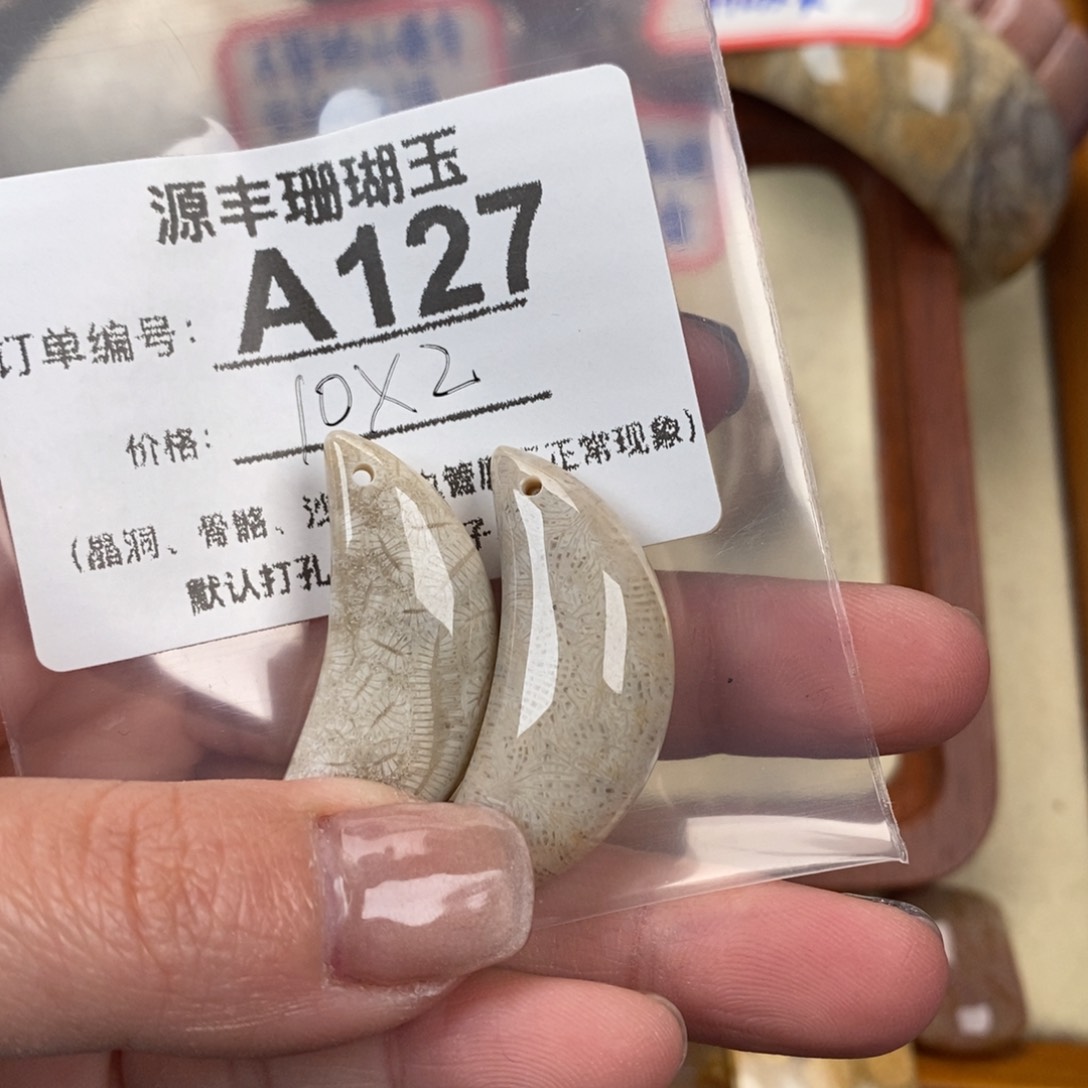 源丰珊瑚玉
订单编号：A127
价格：10X2
（晶洞、骨骼、沙 正常现象）
默认打孔